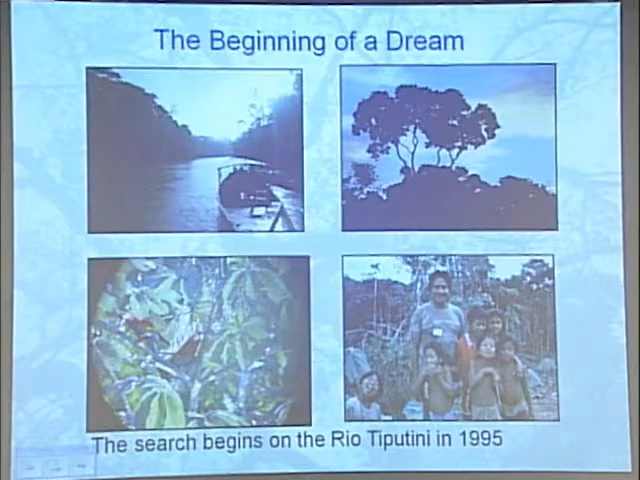 The Beginning of a Dream
The search begins on the Rio Tiputini in 1995